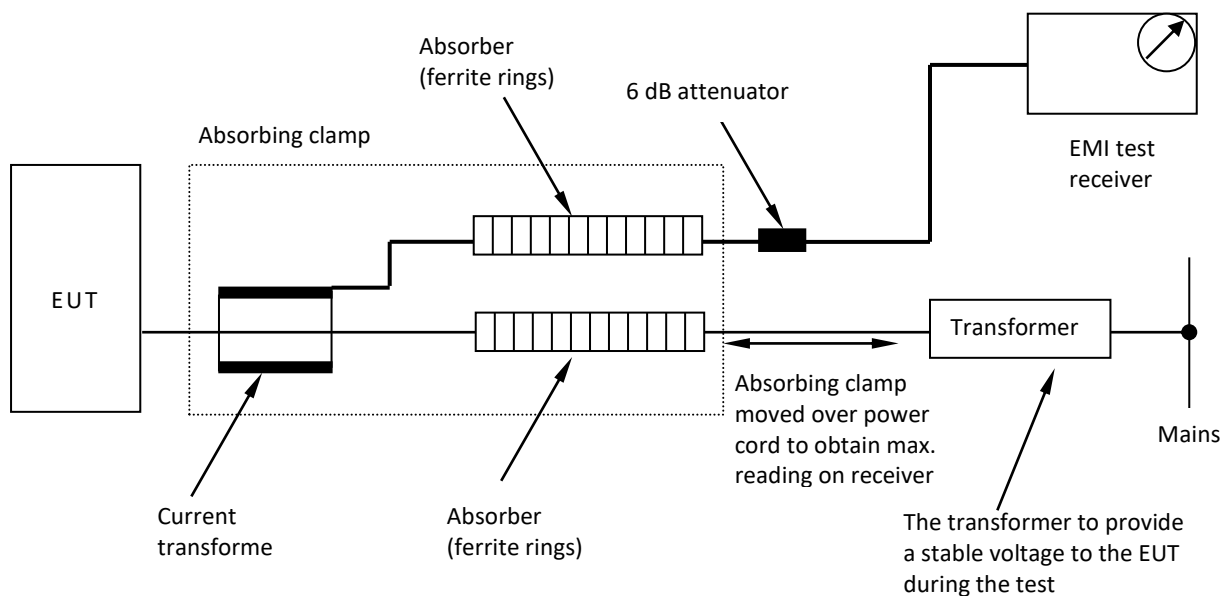 Absorber
(ferrite rings)
6 dB attenuator
Absorbing clamp
EMI test
receiver
EUT
Transformer
Absorbing clamp
moved over power
cord to obtain max.
reading on receiver
Mains
Current
transforme
Absorber
(ferrite rings)
The transformer to provide
a stable voltage to the EUT
during the test